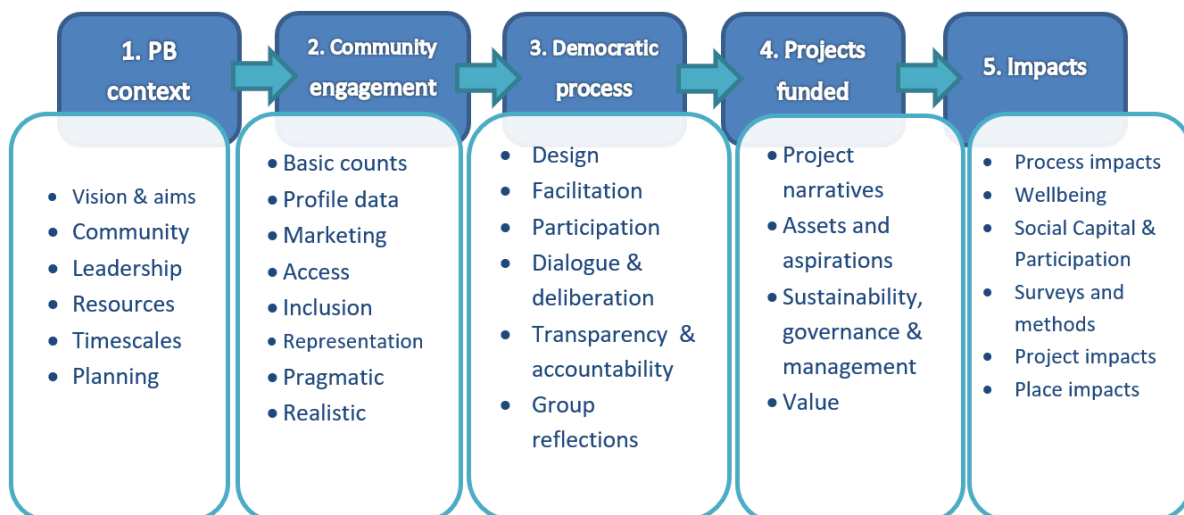 1. PB
context
• Vision & aims
• Community
• Leadership
• Resources
• Timescales
• Planning
2. Community
engagement
• Basic counts
• Profile data
• Marketing
• Access
• Inclusion
• Representation
• Pragmatic
• Realistic
3. Democratic
process
• Design
• Facilitation
• Participation
• Dialogue &
deliberation
• Transparency &
accountability
• Group
reflections
4. Projects
funded
• Project
narratives
• Assets and
aspirations
• Sustainability,
governance &
management
• Value
5. Impacts
• Process impacts
• Wellbeing
• Social Capital &
Participation
• Surveys and
methods
• Project impacts
• Place impacts